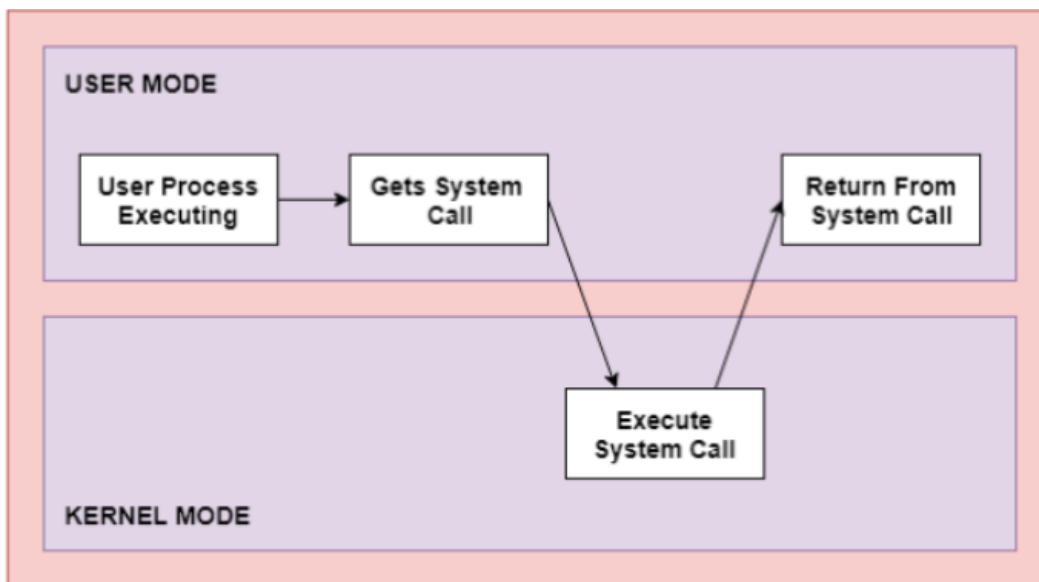 USER MODE
User Process
Executing
Gets System
Call
Return From
System Call
Execute
System Call
KERNEL MODE